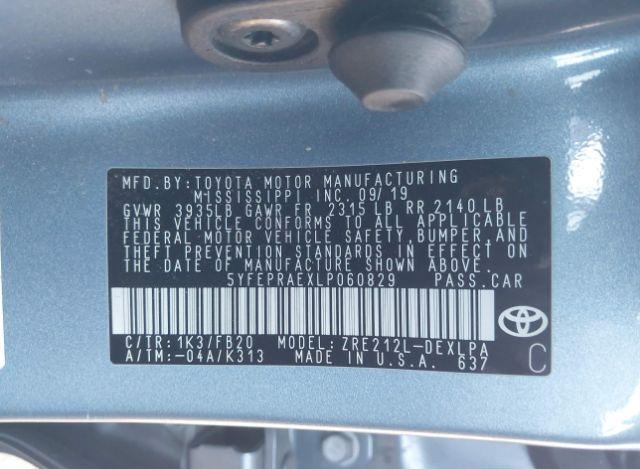 MFD.BY:TOYOTA MOTOR MANUFACTURING
MISSISSIPPI INC. 09/19
GVWR 3935LB GAWR FR 2315 LB RR 2140 LB
THIS VEHICLE CONFORMS TO ALL APPLICABLE
FEDERAL MOTOR VEHICLE SAFETY, BUMPER, AND
THEFT PREVENTION STANDARDS IN EFFECT ON
THE DATE OF MANUFACTURE SHOWN ABOVE.
5YFEPRAEXLP060829 PASS.CAR
C/TR:1K3/FB20 MODEL:ZRE212L-DEXLPA
A/TM:-04A/K313 MADE IN U.S.A. 637
C